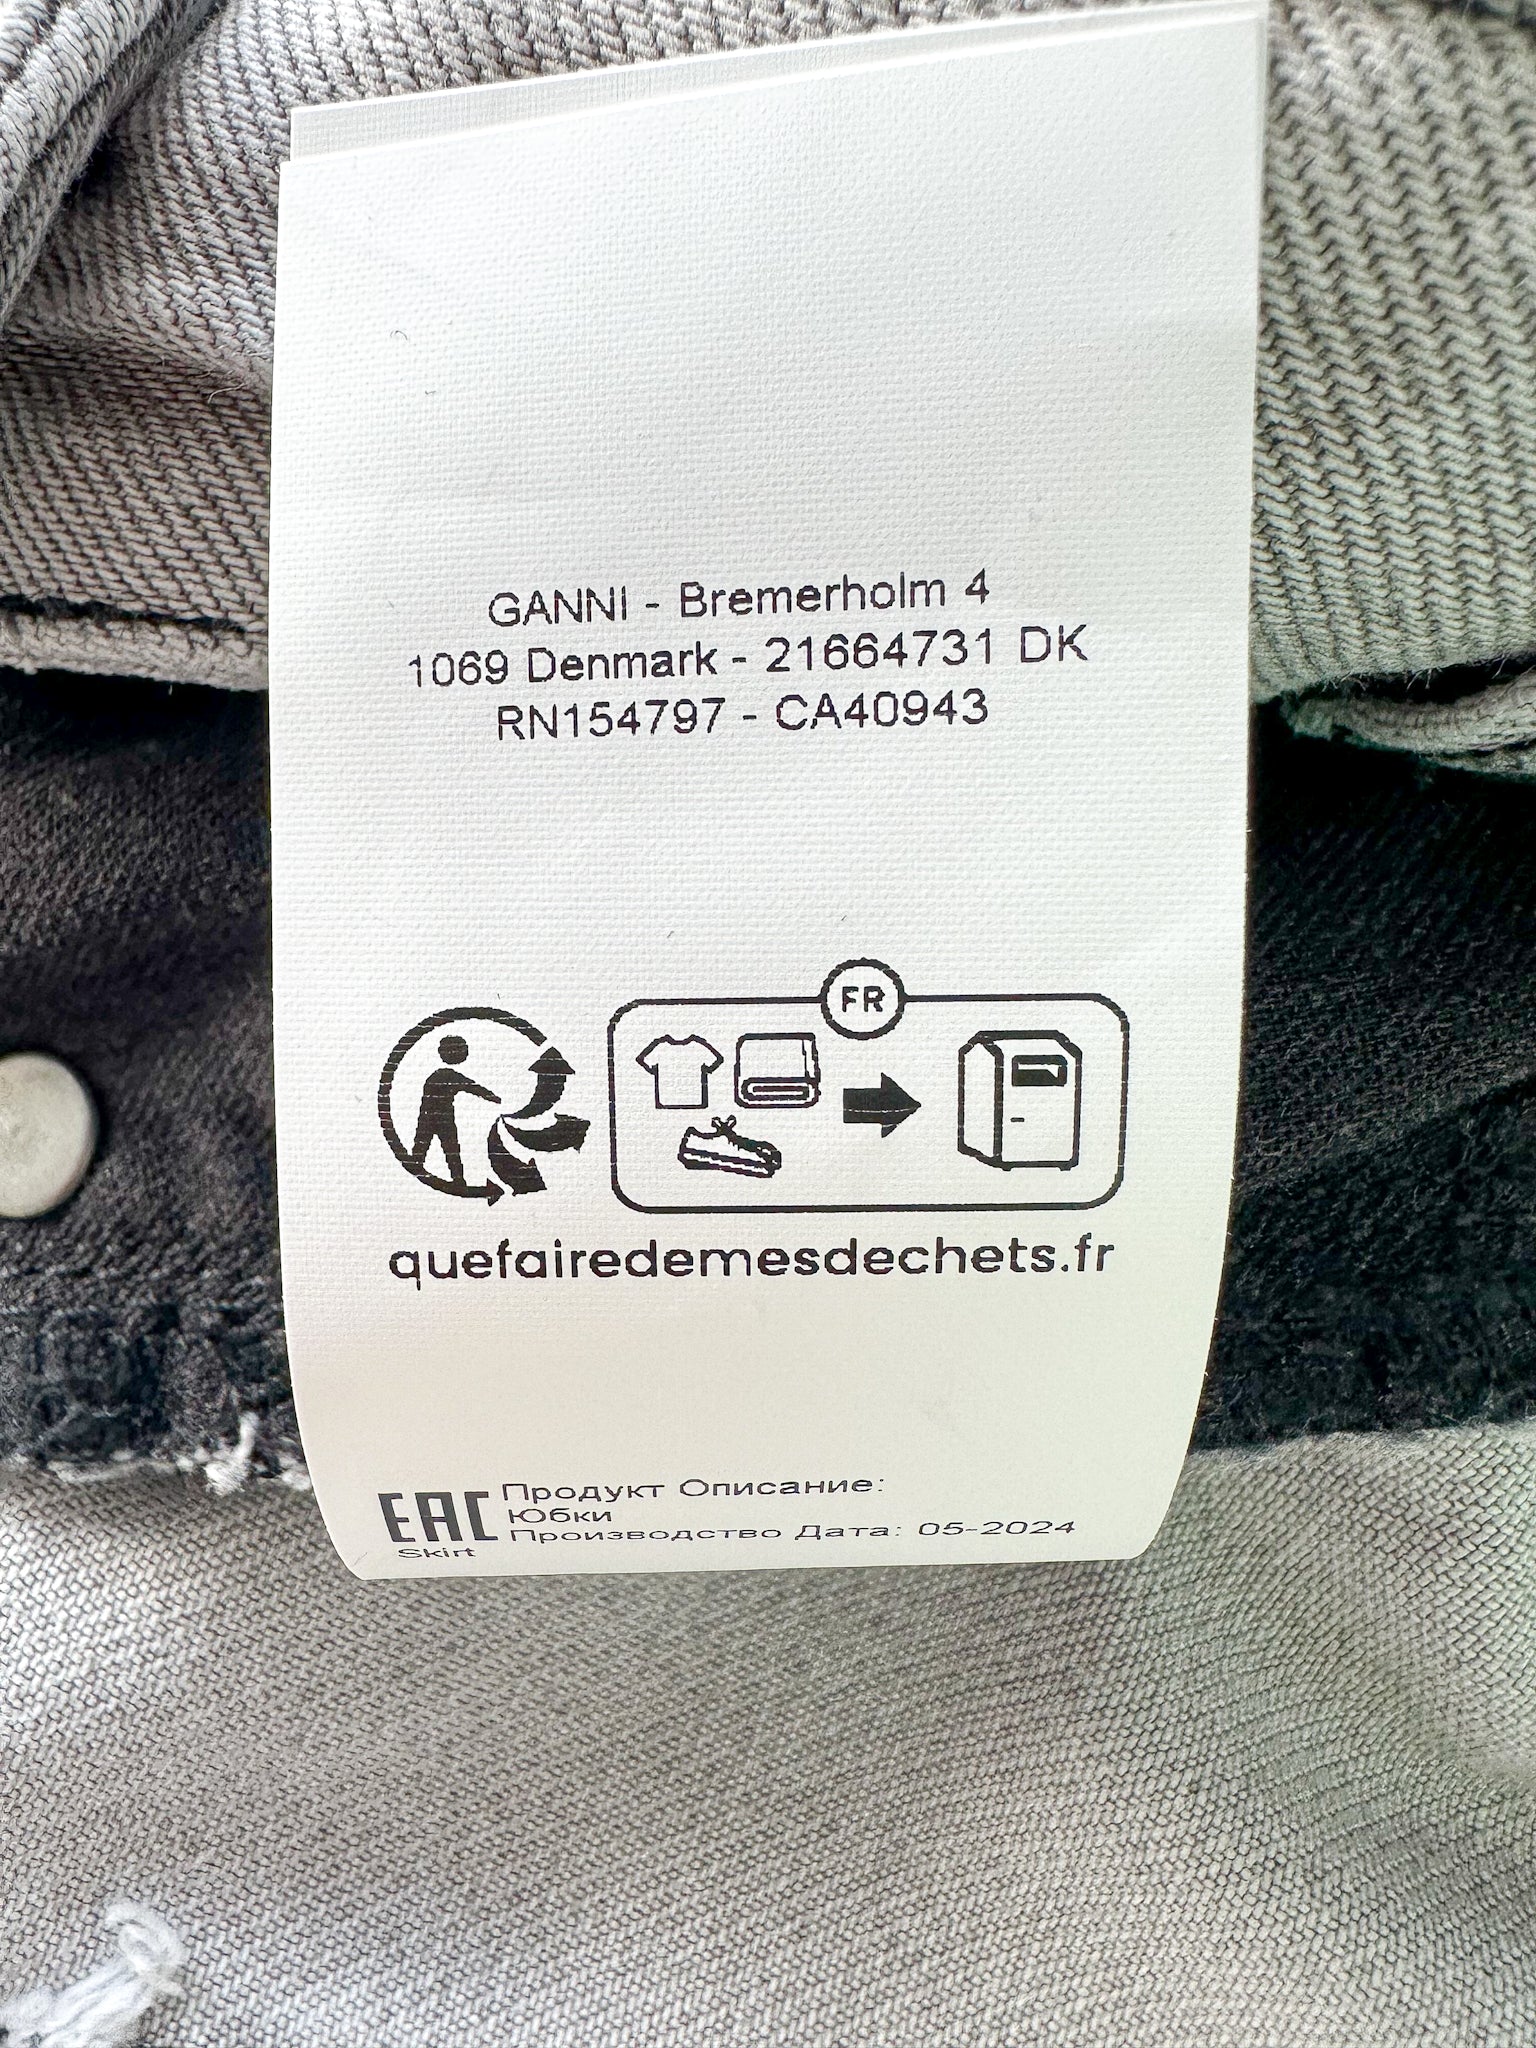 GANNI - Bremerholm 4
1069 Denmark - 21664731 DK
RN154797 - CA40943
FR
quefairedemesdechets.fr
EAC Продукт Описание:
Юбки
Производство Дата: 05-2024
Skirt